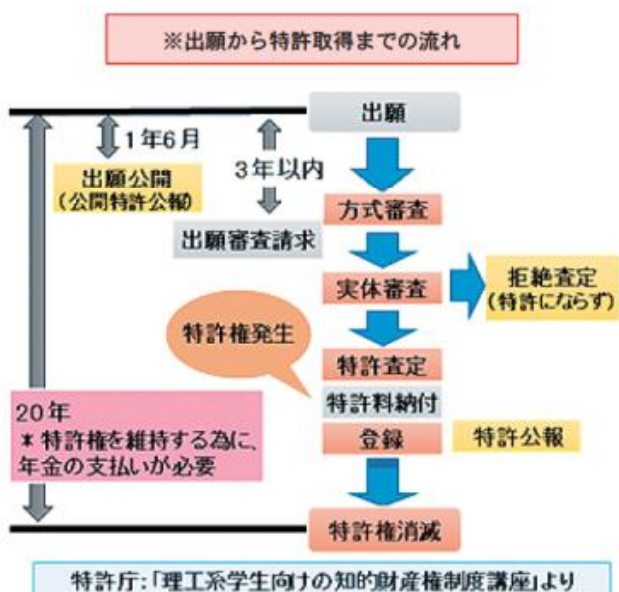 ※出願から特許取得までの流れ
出願
1年6月
出願公開
(公開特許公報)
3年以内
出願審査請求
方式審査
実体審査
拒絶査定
(特許にならず)
特許権発生
特許査定
特許料納付
登録
特許公報
20年
* 特許権を維持する為に、
年金の支払いが必要
特許権消滅
特許庁:「理工系学生向けの知的財産権制度講座」より